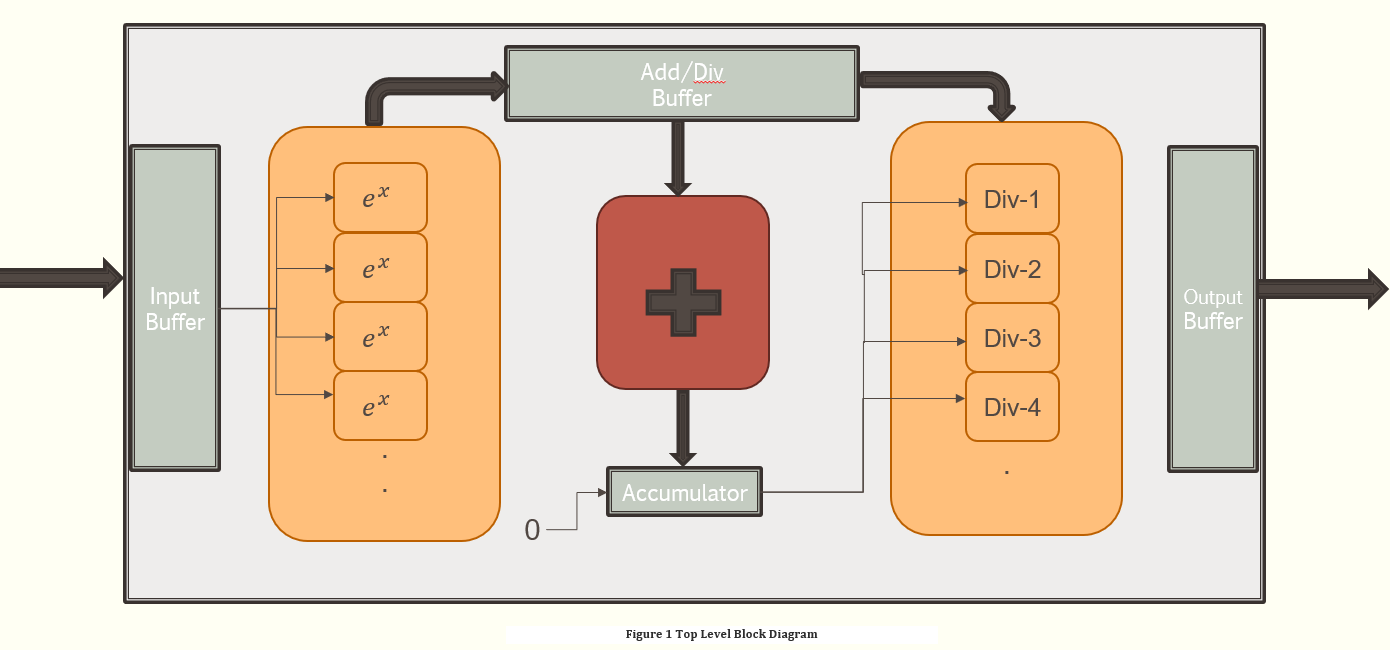 Add/Div
Buffer
Input
Buffer
e^x
e^x
e^x
e^x
.
.
Accumulator
0
Div-1
Div-2
Div-3
Div-4
.
Output
Buffer
Figure 1 Top Level Block Diagram